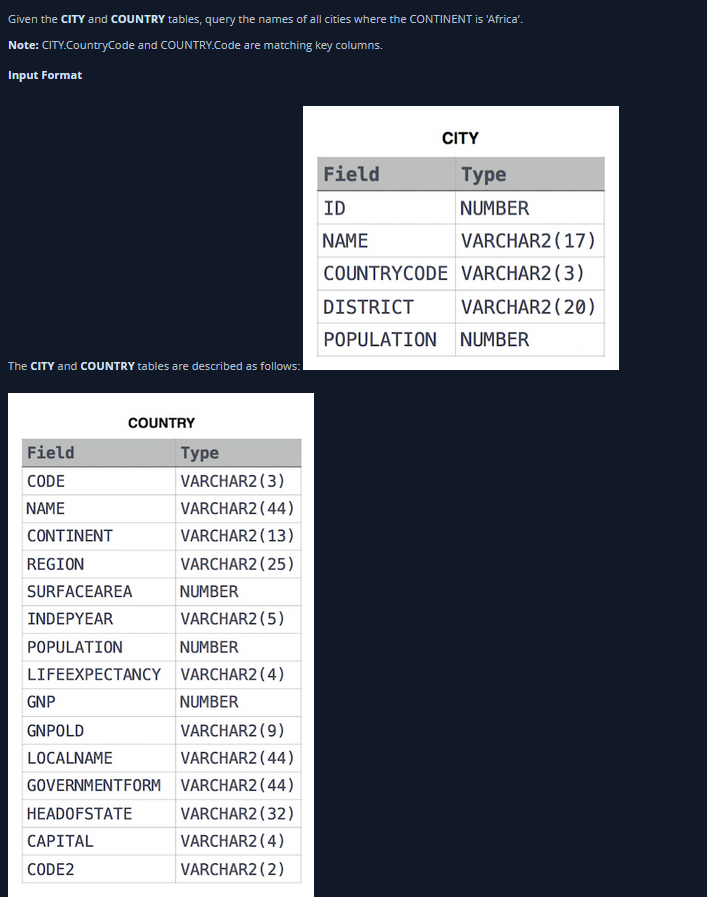 Given the CITY and COUNTRY tables, query the names of all cities where the CONTINENT is 'Africa'.
Note: CITY.CountryCode and COUNTRY.Code are matching key columns.
Input Format
CITY
Field Type
ID NUMBER
NAME VARCHAR2(17)
COUNTRYCODE VARCHAR2(3)
DISTRICT VARCHAR2(20)
POPULATION NUMBER
The CITY and COUNTRY tables are described as follows:
COUNTRY
Field Type
CODE VARCHAR2(3)
NAME VARCHAR2(44)
CONTINENT VARCHAR2(13)
REGION VARCHAR2(25)
SURFACEAREA NUMBER
INDEPYEAR VARCHAR2(5)
POPULATION NUMBER
LIFEEXPECTANCY VARCHAR2(4)
GNP NUMBER
GNPOLD VARCHAR2(9)
LOCALNAME VARCHAR2(44)
GOVERNMENTFORM VARCHAR2(44)
HEADOFSTATE VARCHAR2(32)
CAPITAL VARCHAR2(4)
CODE2 VARCHAR2(2)